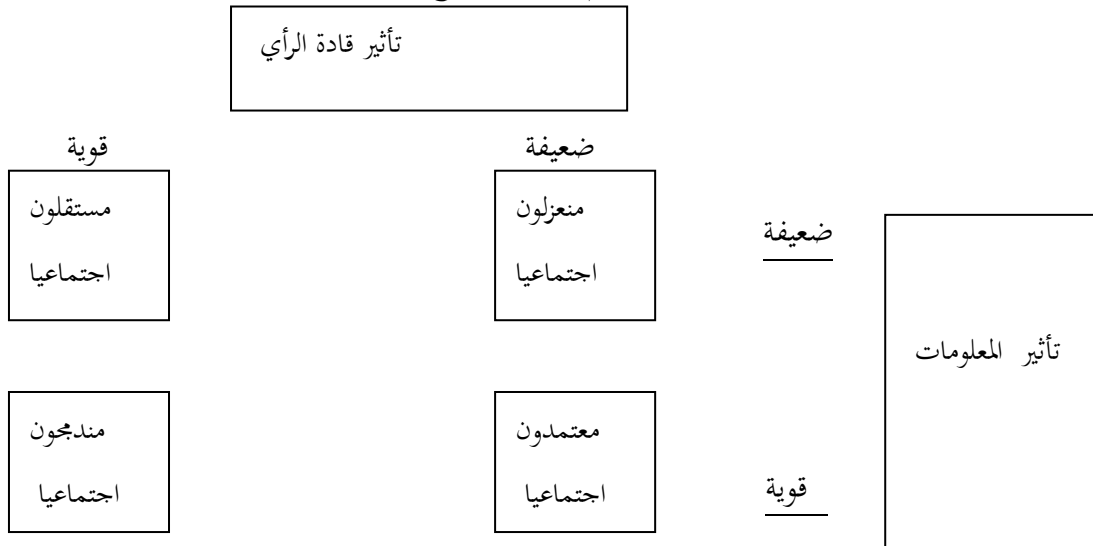 تأثير قادة الرأي
ضعيفة
قوية
منعزلون
اجتماعيا
مستقلون
اجتماعيا
ضعيفة
تأثير المعلومات
معتمدون
اجتماعيا
مندمجون
اجتماعيا
قوية